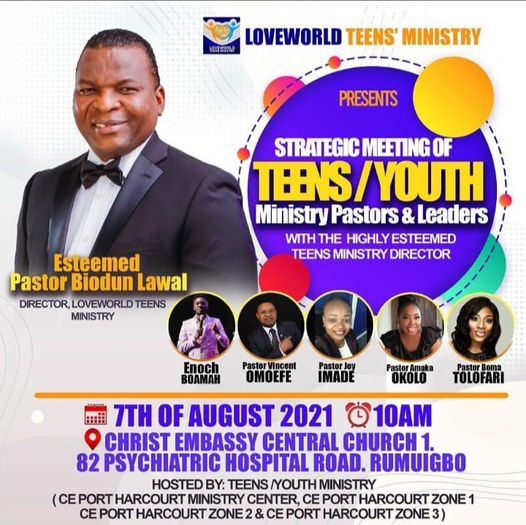 LOVEWORLD TEENS' MINISTRY
PRESENTS
STRATEGIC MEETING OF
TEENS/YOUTH
Ministry Pastors & Leaders
WITH THE HIGHLY ESTEEMED
TEENS MINISTRY DIRECTOR
Esteemed
Pastor Biodun Lawal
DIRECTOR, LOVEWORLD TEENS
MINISTRY
Enoch
BOAMAH
Pastor Vincent
OMOEFE
Pastor Joy
IMADE
Pastor Amaka
OKOLO
Pastor Boma
TOLOFARI
7TH OF AUGUST 2021 10AM
CHRIST EMBASSY CENTRAL CHURCH 1.
82 PSYCHIATRIC HOSPITAL ROAD. RUMUIGBO
HOSTED BY: TEENS /YOUTH MINISTRY
( CE PORT HARCOURT MINISTRY CENTER, CE PORT HARCOURT ZONE 1
CE PORT HARCOURT ZONE 2 & CE PORT HARCOURT ZONE 3 )